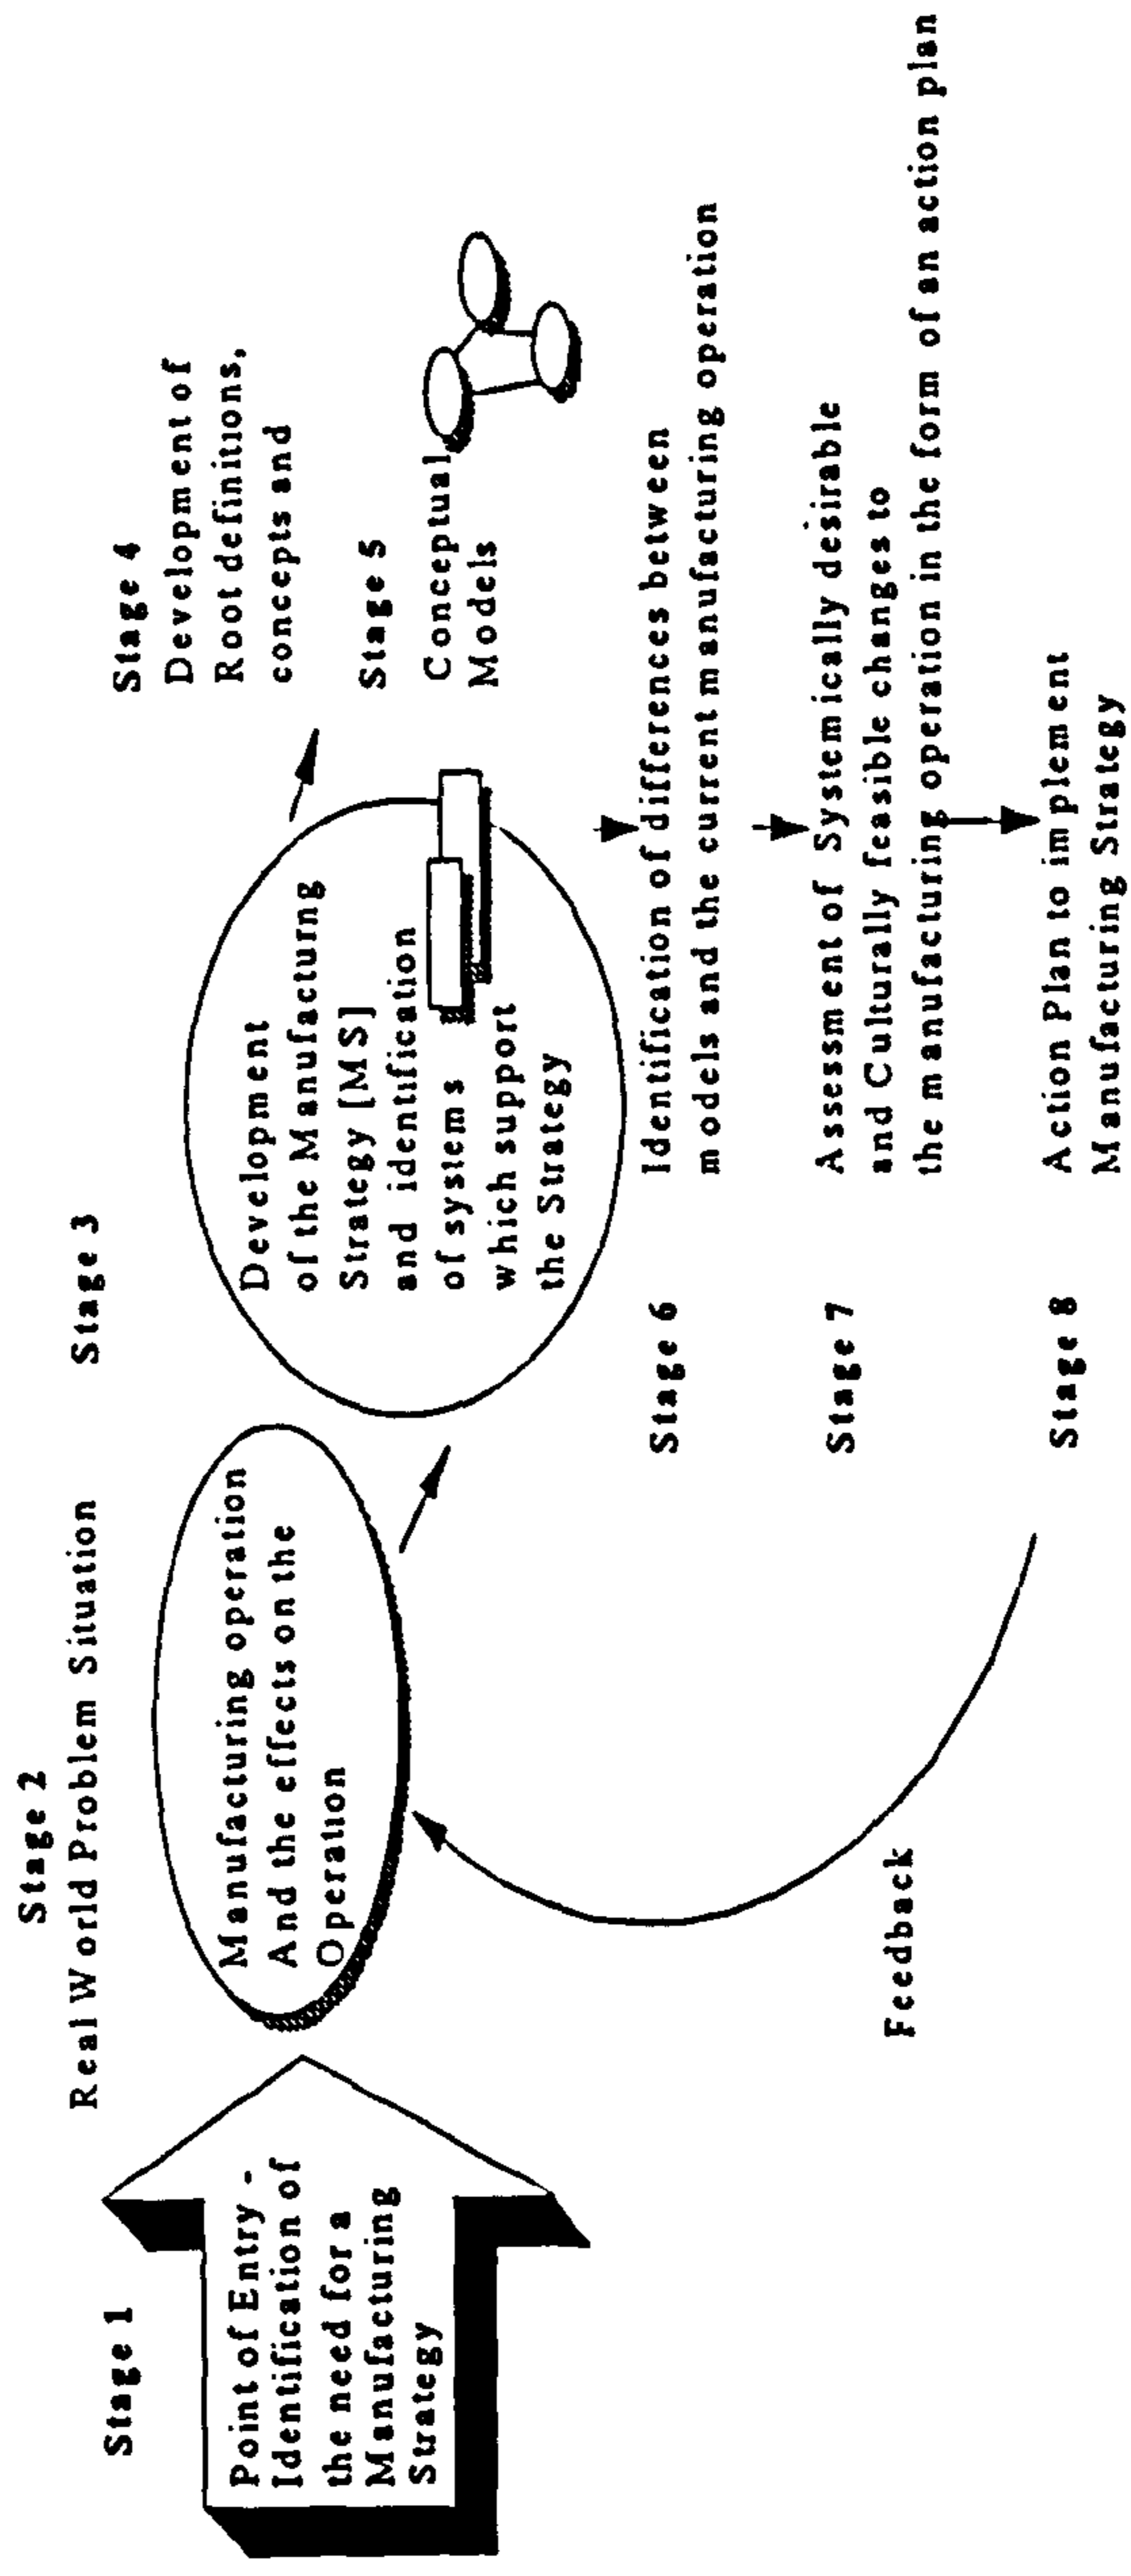 Stage 1
Point of Entry -
Identification of
the need for a
Manufacturing
Strategy
Stage 2
Real World Problem Situation
Manufacturing operation
And the effects on the
Operation
Stage 3
Development
of the Manufacturng
Strategy [MS]
and identification
of systems
which support
the Strategy
Stage 4
Development of
Root definitions,
concepts and
Stage 5
Conceptual
Models
Stage 6
Identification of differences between
models and the current manufacturing operation
Stage 7
Assessment of Systemically desirable
and Culturally feasible changes to
the manufacturing operation in the form of an action plan
Stage 8
Action Plan to implement
Manufacturing Strategy
Feedback